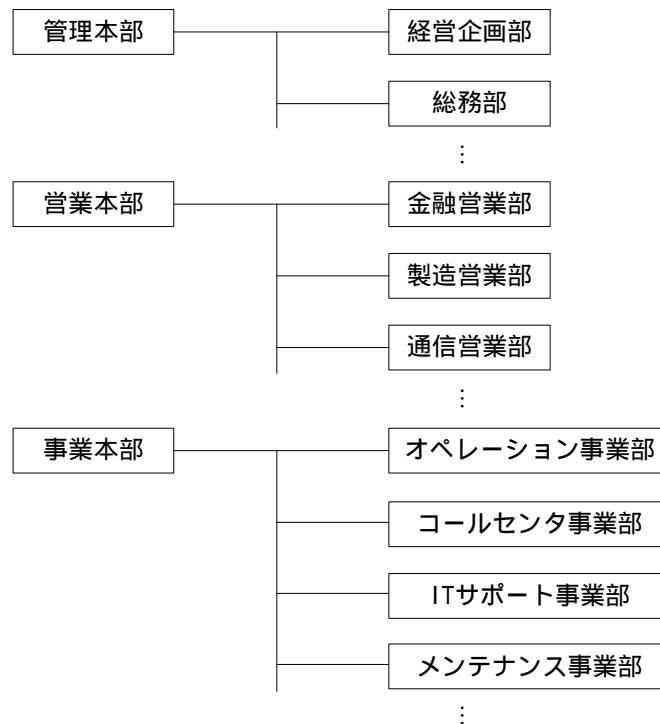 管理本部
経営企画部
総務部
⋮
営業本部
金融営業部
製造営業部
通信営業部
⋮
事業本部
オペレーション事業部
コールセンタ事業部
ITサポート事業部
メンテナンス事業部
⋮